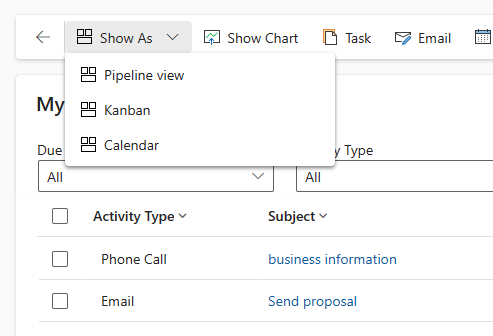 Show As Show Chart Task Email
Pipeline view
Kanban
Calendar
My
Due y Type
All All
Activity Type Subject
Phone Call business information
Email Send proposal